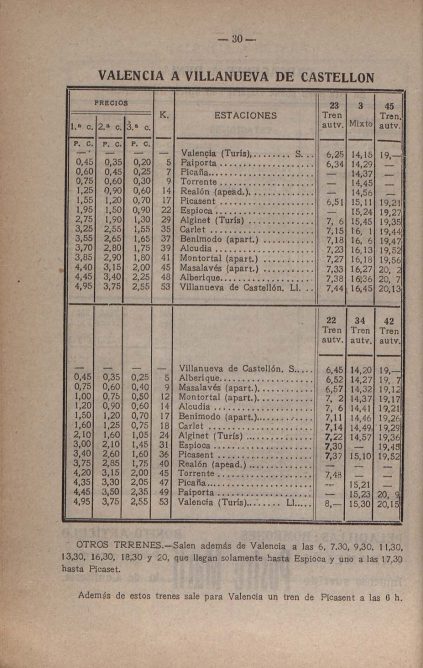 — 30 —
VALENCIA A VILLANUEVA DE CASTELLON
PRECIOS K. ESTACIONES 23 3 45
Tren Mixto Tren
autv. autv.
1.ª c. 2.ª c. 3.ª c.
P. c. P. c. P. c.
— — — — Valencia (Turís)........ S... 6,25 14,15 19,—
0,45 0,35 0,20 5 Paiporta 6,34 14,29 —
0,60 0,45 0,25 7 Picaña — 14,37
0,75 0,60 0,30 9 Torrente — 14,45
1,25 0,90 0,60 14 Realón (apead.) — 14,56 —
1,55 1,20 0,70 17 Picasent 6,51 15,11 19,21
1,95 1,50 0,90 22 Espioca — 15,24 19,27
2,75 1,90 1,30 29 Alginet (Turís) 7, 6 15,45 19,35
3,25 2,55 1,55 35 Carlet 7,15 16, 1 19,44
3,55 2,65 1,65 37 Benimodo (apart.) 7,18 16, 6 19,47
3,70 2,80 1,75 39 Alcudia 7,23 16,13 19,52
3,85 2,90 1,80 41 Montortal (apart.) 7,27 16,18 19,56
4,40 3,15 2,00 45 Masalavés (apart.) 7,33 16,27 20, 2
4,45 3,40 2,25 48 Alberique 7,38 16,36 20, 7
4,95 3,75 2,55 53 Villanueva de Castellón. Ll... 7,44 16,45 20,13
22 34 42
Tren Tren Tren
autv. autv. autv.
— — — — Villanueva de Castellón. S..... 6,45 14,20 19,—
0,45 0,35 0,25 5 Alberique 6,52 14,27 19, 7
0,75 0,60 0,40 9 Masalavés (apart.) 6,57 14,32 19,12
1,00 0,75 0,50 12 Montortal (apart.) 7, 2 14,37 19,17
1,20 0,90 0,60 14 Alcudia 7, 6 14,41 19,21
1,50 1,20 0,70 17 Benimodo (apart.) 7,11 14,46 19,26
1,60 1,25 0,75 18 Carlet 7,14 14,49 19,29
2,10 1,60 1,05 24 Alginet (Turís) 7,22 14,57 19,36
3,00 2,10 1,45 31 Espioca 7,30 — 19,45
3,40 2,60 1,60 36 Picasent 7,37 15,10 19,52
3,75 2,85 1,75 40 Realón (apead.) — — —
4,20 3,15 2,00 45 Torrente 7,48 — —
4,35 3,30 2,05 47 Picaña — 15,21
4,45 3,50 2,35 49 Paiporta — 15,23 20, 9
4,95 3,75 2,55 53 Valencia (Turís) Ll.... 8,— 15,30 20,15
OTROS TRRENES.—Salen además de Valencia a las 6, 7.30, 9,30, 11,30,
13,30, 16,30, 18,30 y 20, que llegan solamente hasta Espioca y uno a las 17,30
hasta Picaset.
Además de estos trenes sale para Valencia un tren de Picasent a las 6 h.